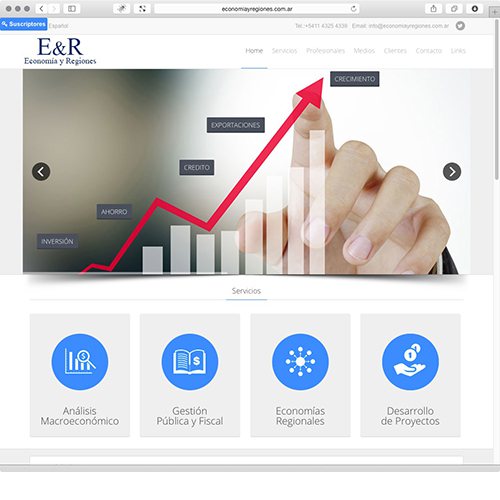 economiayregiones.com.ar
Suscriptores
Español
Tel.:+5411 4325 4339 Email: info@economiayregiones.com.ar
E&R
Economía y Regiones
Home Servicios Profesionales Medios Clientes Contacto Links
CRECIMIENTO
EXPORTACIONES
CREDITO
AHORRO
INVERSIÓN
Servicios
Análisis
Macroeconómico
Gestión
Pública y Fiscal
Economías
Regionales
Desarrollo
de Proyectos